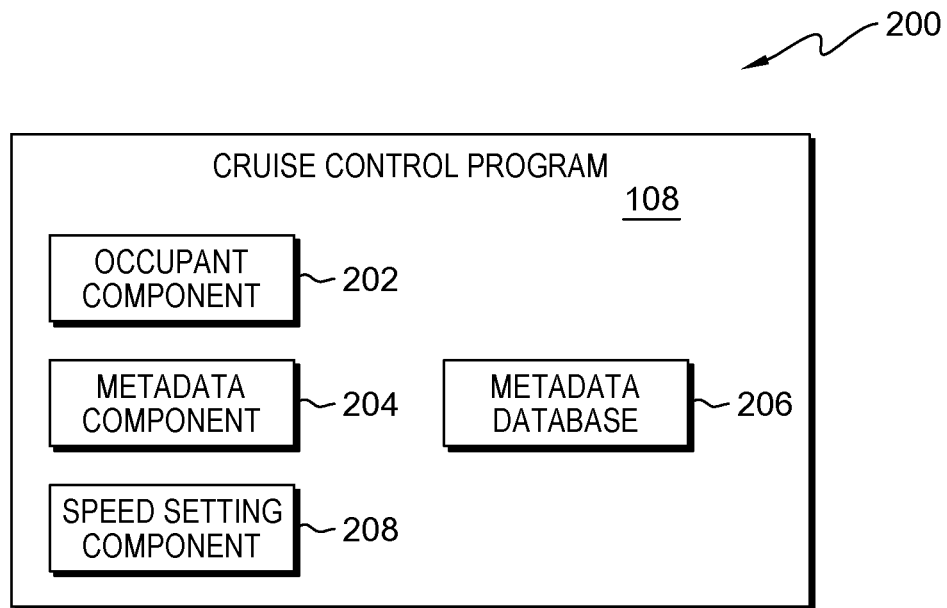 200
CRUISE CONTROL PROGRAM
108
OCCUPANT
COMPONENT
202
METADATA
COMPONENT
204
METADATA
DATABASE
206
SPEED SETTING
COMPONENT
208